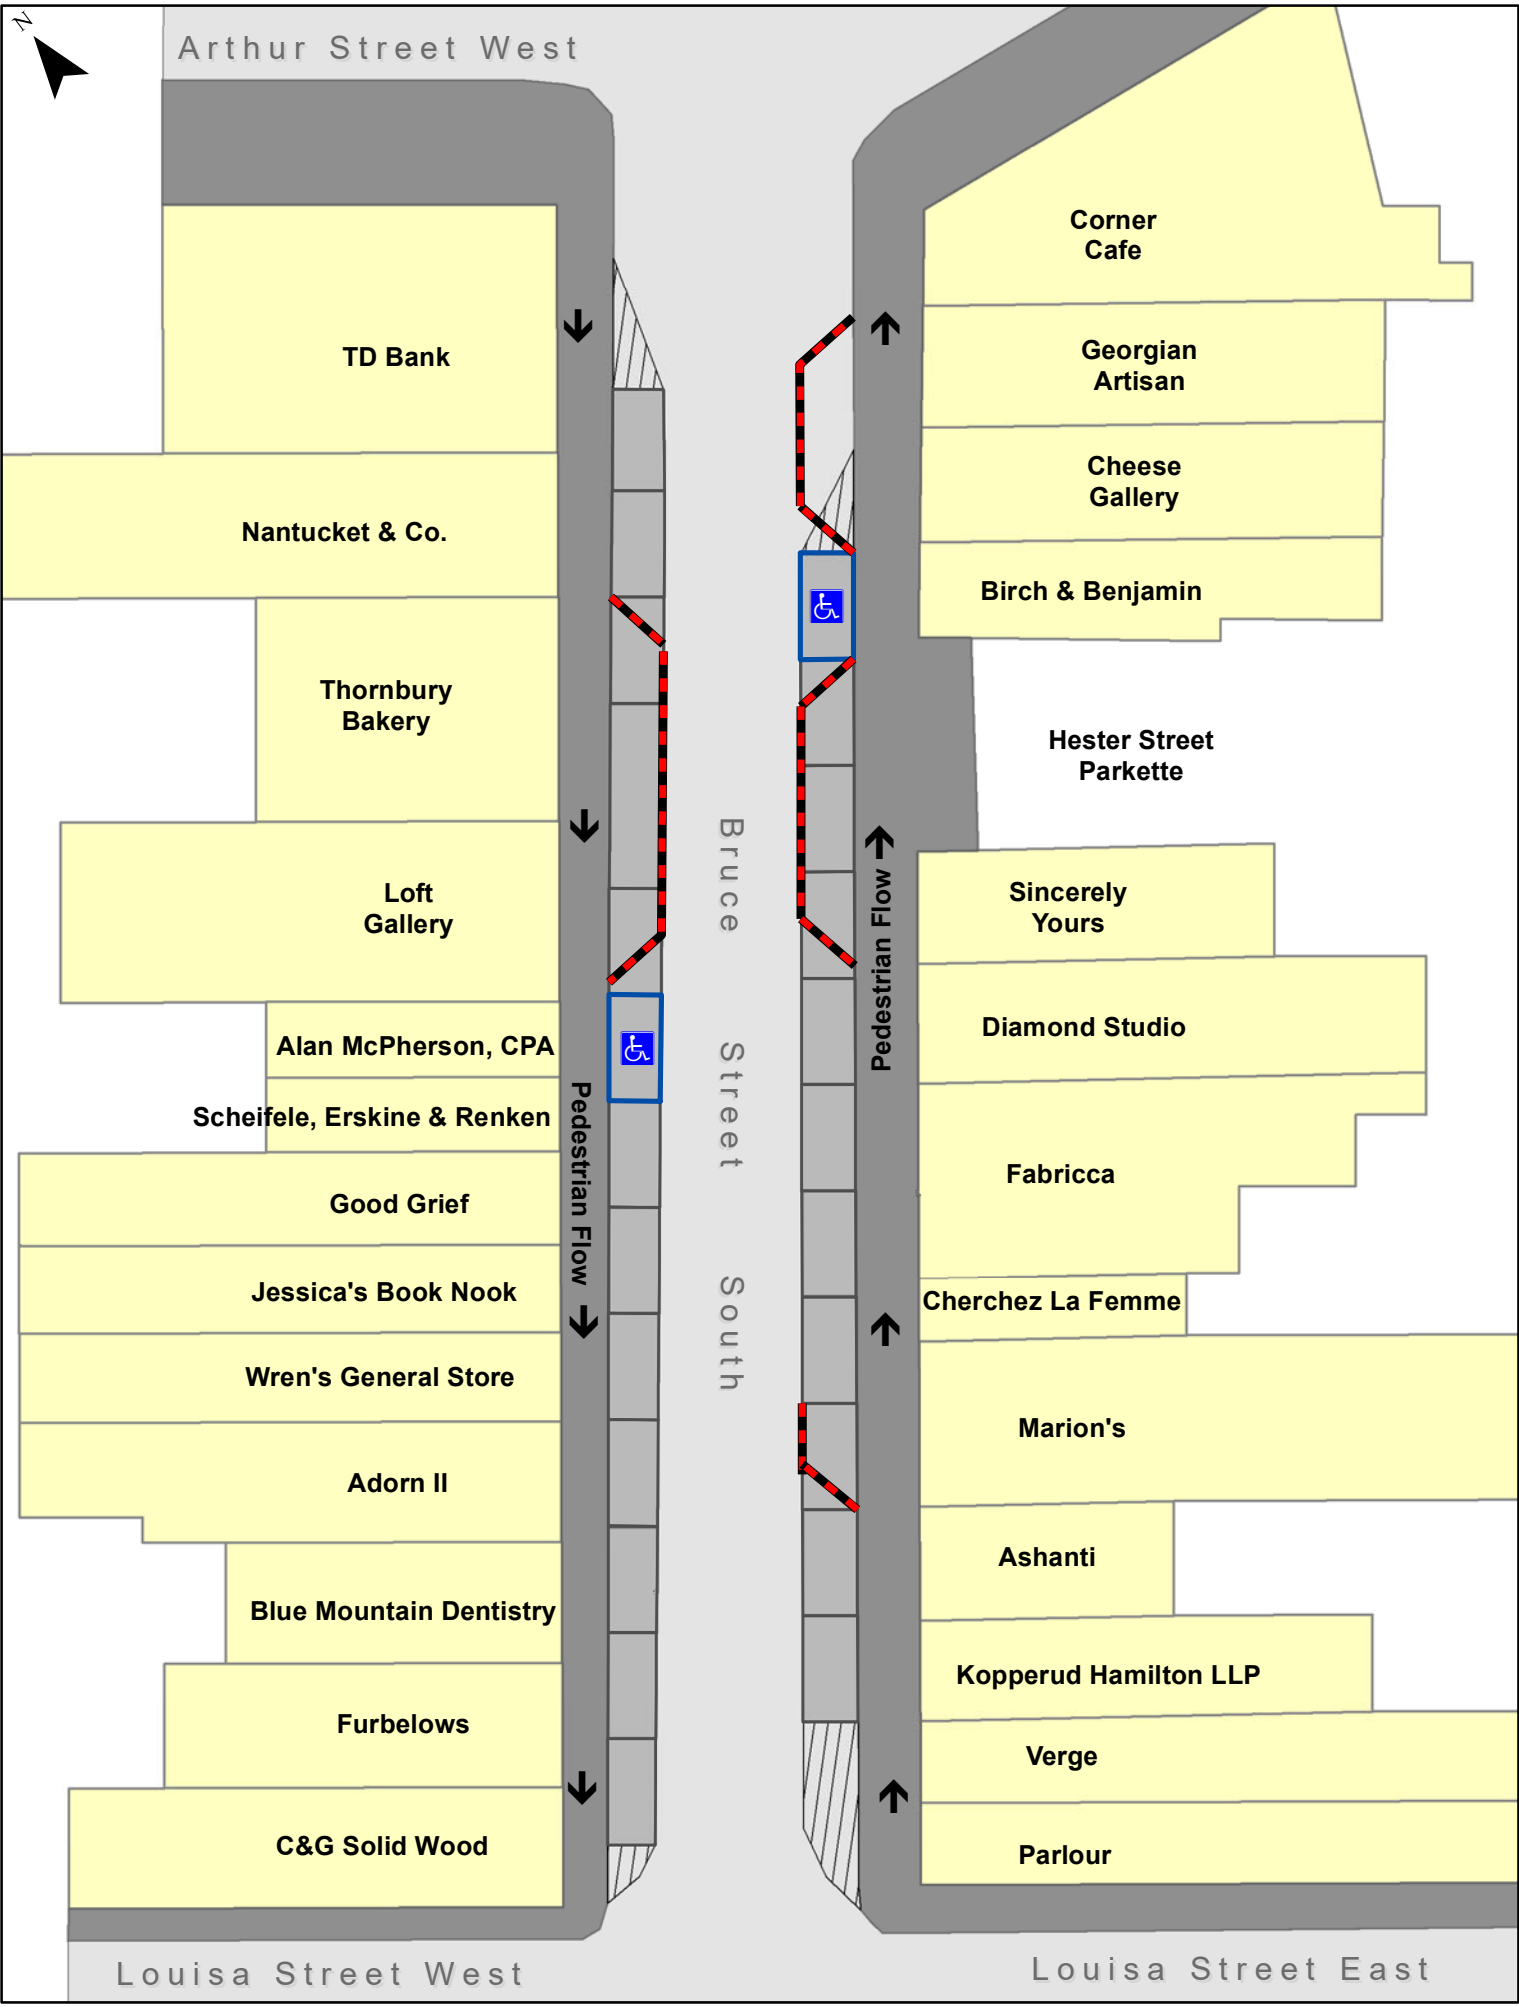 N
Arthur Street West
TD Bank
Nantucket & Co.
Thornbury
Bakery
Loft
Gallery
Alan McPherson, CPA
Scheifele, Erskine & Renken
Good Grief
Jessica's Book Nook
Wren's General Store
Adorn II
Blue Mountain Dentistry
Furbelows
C&G Solid Wood
Louisa Street West
Pedestrian Flow
Bruce Street South
Pedestrian Flow
Corner
Cafe
Georgian
Artisan
Cheese
Gallery
Birch & Benjamin
Hester Street
Parkette
Sincerely
Yours
Diamond Studio
Fabricca
Cherchez La Femme
Marion's
Ashanti
Kopperud Hamilton LLP
Verge
Parlour
Louisa Street East